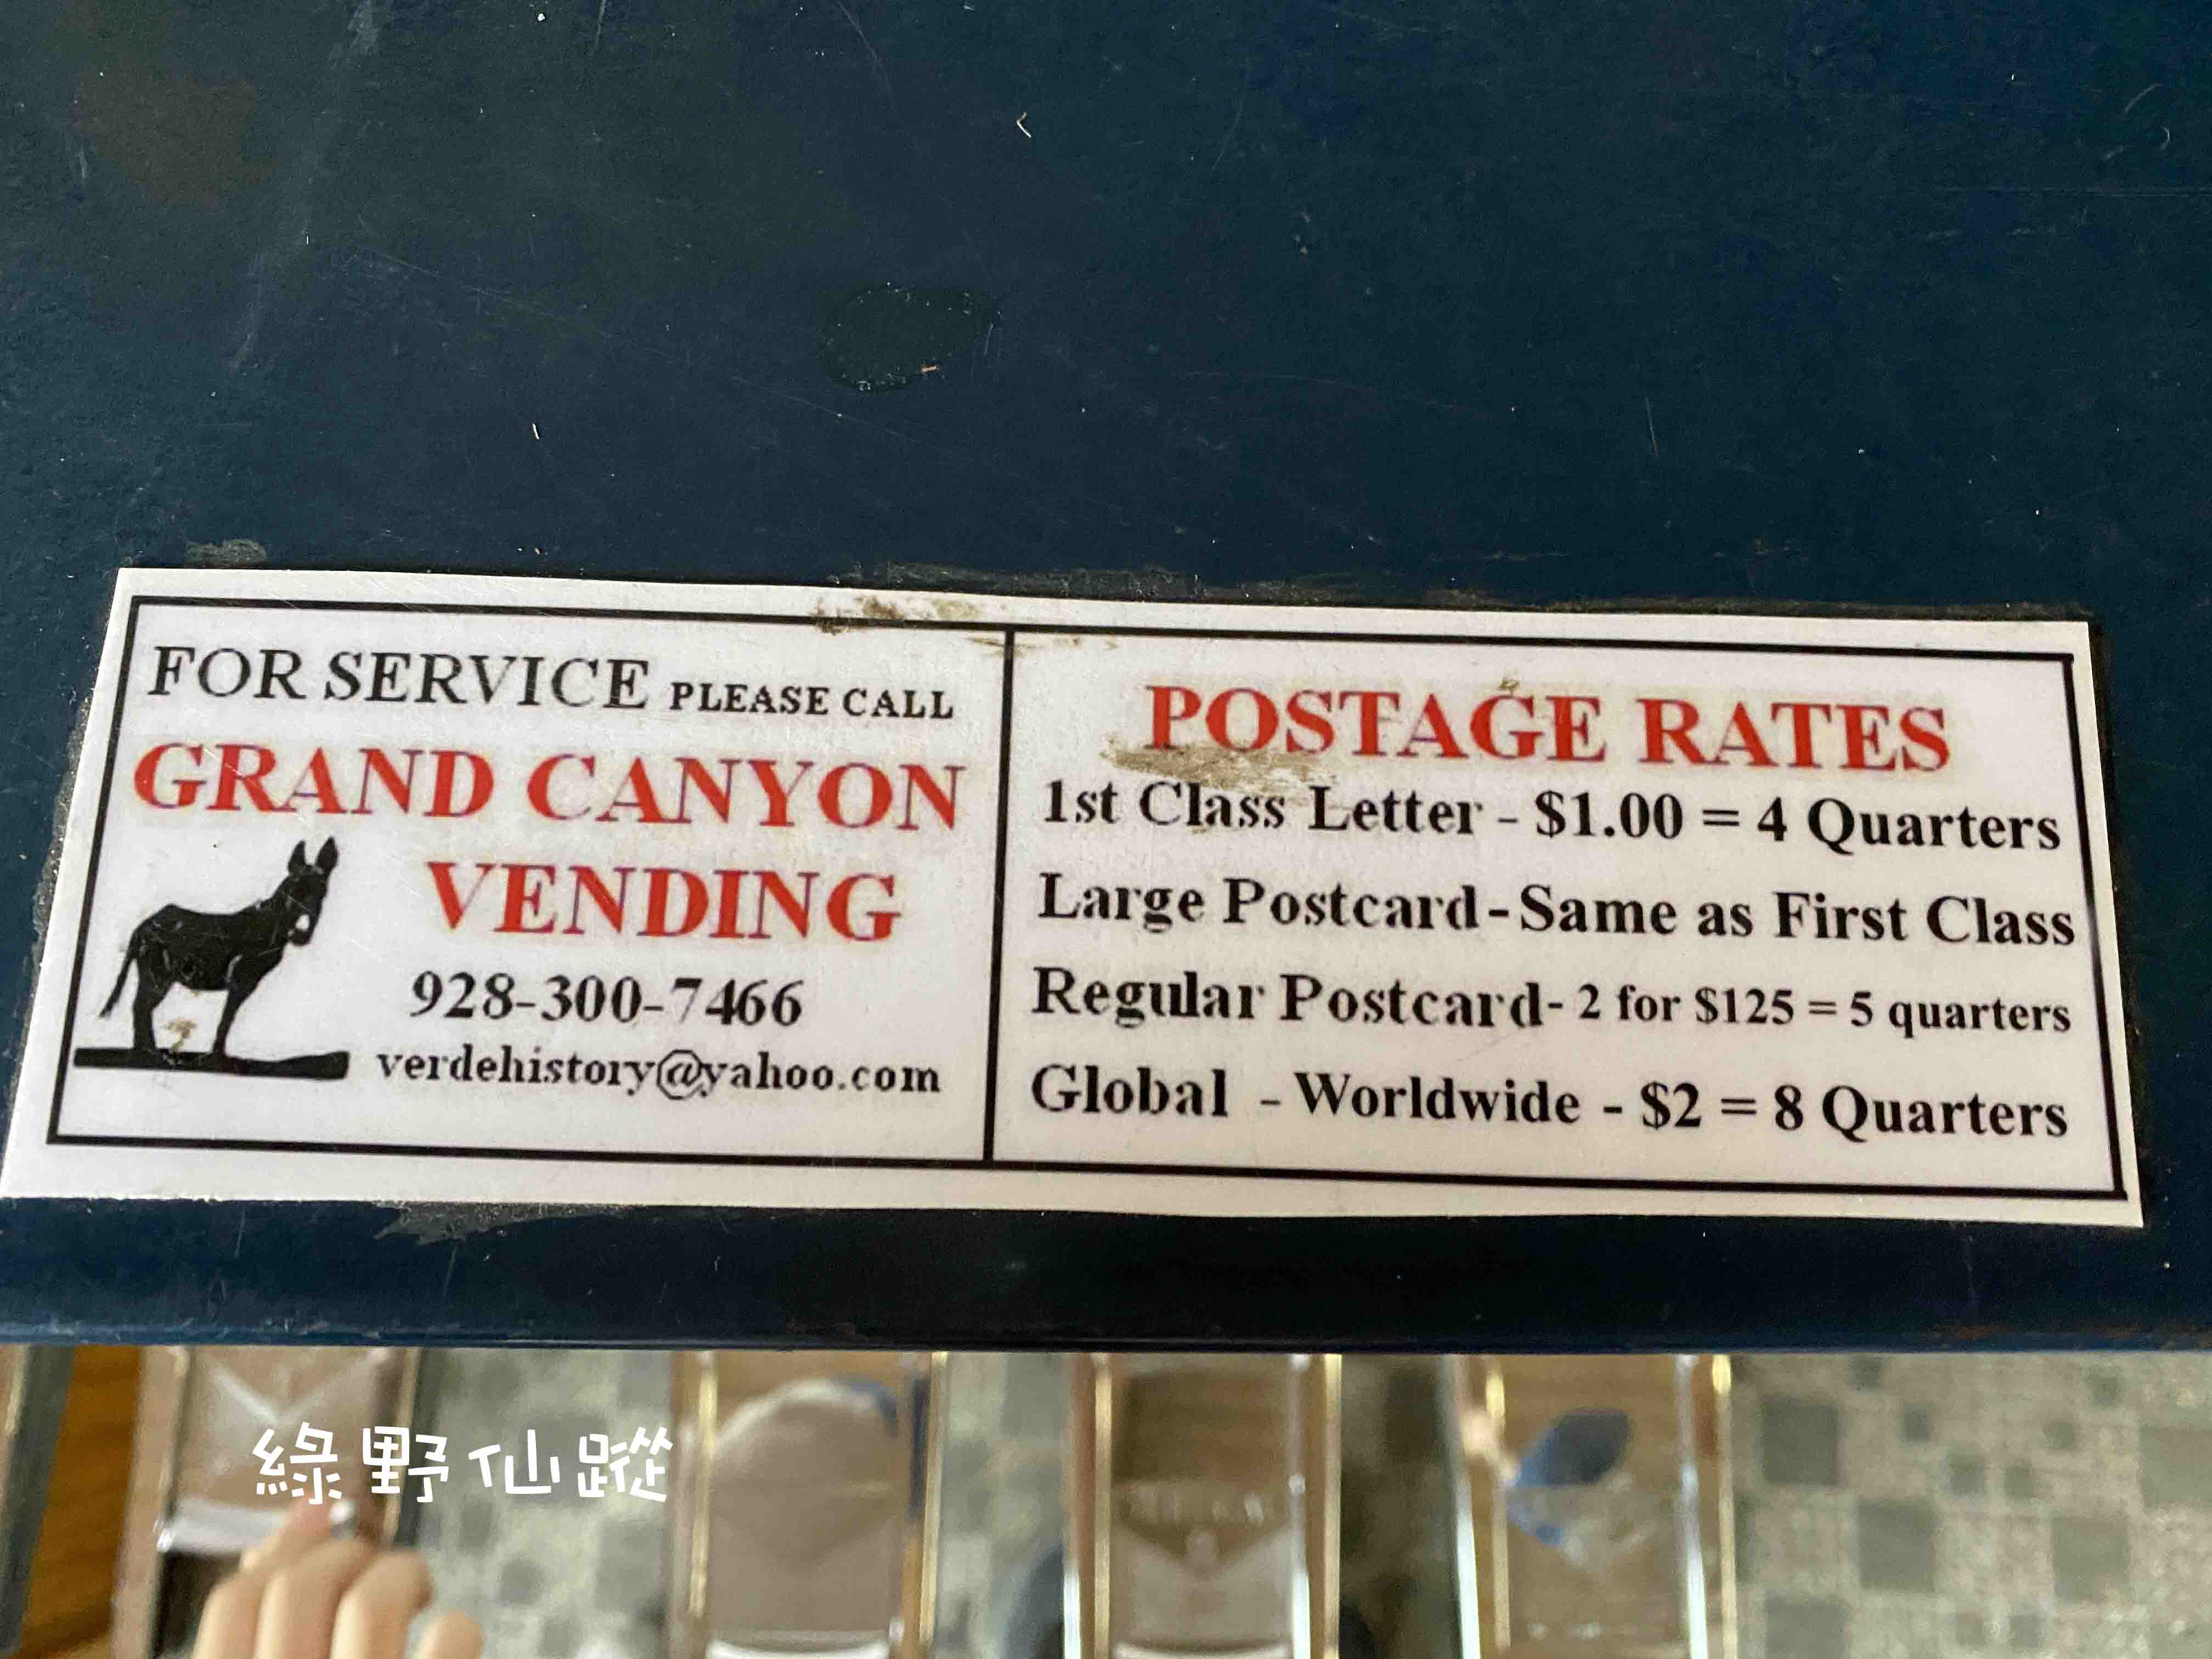 FOR SERVICE PLEASE CALL
GRAND CANYON
VENDING
928-300-7466
verdehistory@yahoo.com
POSTAGE RATES
1st Class Letter - $1.00 = 4 Quarters
Large Postcard - Same as First Class
Regular Postcard - 2 for $125 = 5 quarters
Global - Worldwide - $2 = 8 Quarters
綠野仙蹤